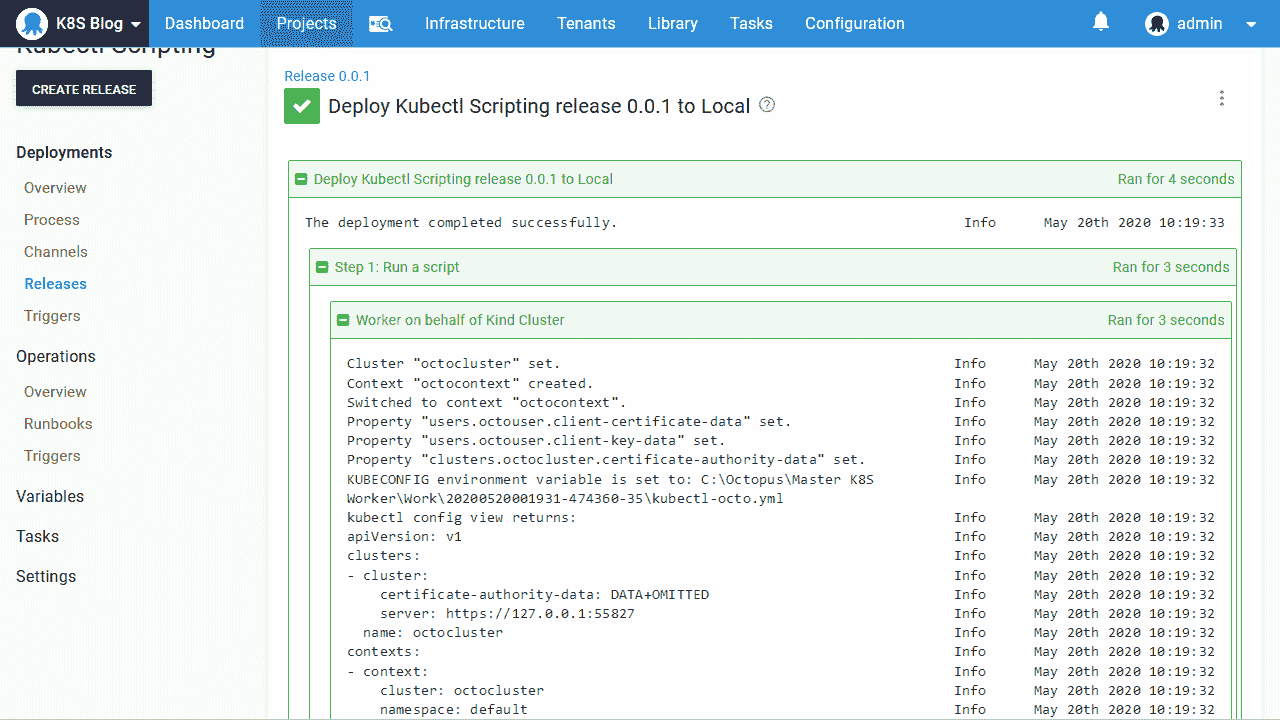 K8S Blog Dashboard Projects Infrastructure Tenants Library Tasks Configuration admin
Kubectl Scripting
CREATE RELEASE
Deployments
Overview
Process
Channels
Releases
Triggers
Operations
Overview
Runbooks
Triggers
Variables
Tasks
Settings
Release 0.0.1
Deploy Kubectl Scripting release 0.0.1 to Local
Deploy Kubectl Scripting release 0.0.1 to Local Ran for 4 seconds
The deployment completed successfully. Info May 20th 2020 10:19:33
Step 1: Run a script Ran for 3 seconds
Worker on behalf of Kind Cluster Ran for 3 seconds
Cluster "octocluster" set. Info May 20th 2020 10:19:32
Context "octocontext" created. Info May 20th 2020 10:19:32
Switched to context "octocontext". Info May 20th 2020 10:19:32
Property "users.octouser.client-certificate-data" set. Info May 20th 2020 10:19:32
Property "users.octouser.client-key-data" set. Info May 20th 2020 10:19:32
Property "clusters.octocluster.certificate-authority-data" set. Info May 20th 2020 10:19:32
KUBECONFIG environment variable is set to: C:\Octopus\Master K8S Info May 20th 2020 10:19:32
Worker\Work\20200520001931-474360-35\kubectl-octo.yml
kubectl config view returns: Info May 20th 2020 10:19:32
apiVersion: v1 Info May 20th 2020 10:19:32
clusters: Info May 20th 2020 10:19:32
- cluster: Info May 20th 2020 10:19:32
certificate-authority-data: DATA+OMITTED Info May 20th 2020 10:19:32
server: https://127.0.0.1:55827 Info May 20th 2020 10:19:32
name: octocluster Info May 20th 2020 10:19:32
contexts: Info May 20th 2020 10:19:32
- context: Info May 20th 2020 10:19:32
cluster: octocluster Info May 20th 2020 10:19:32
namespace: default Info May 20th 2020 10:19:32